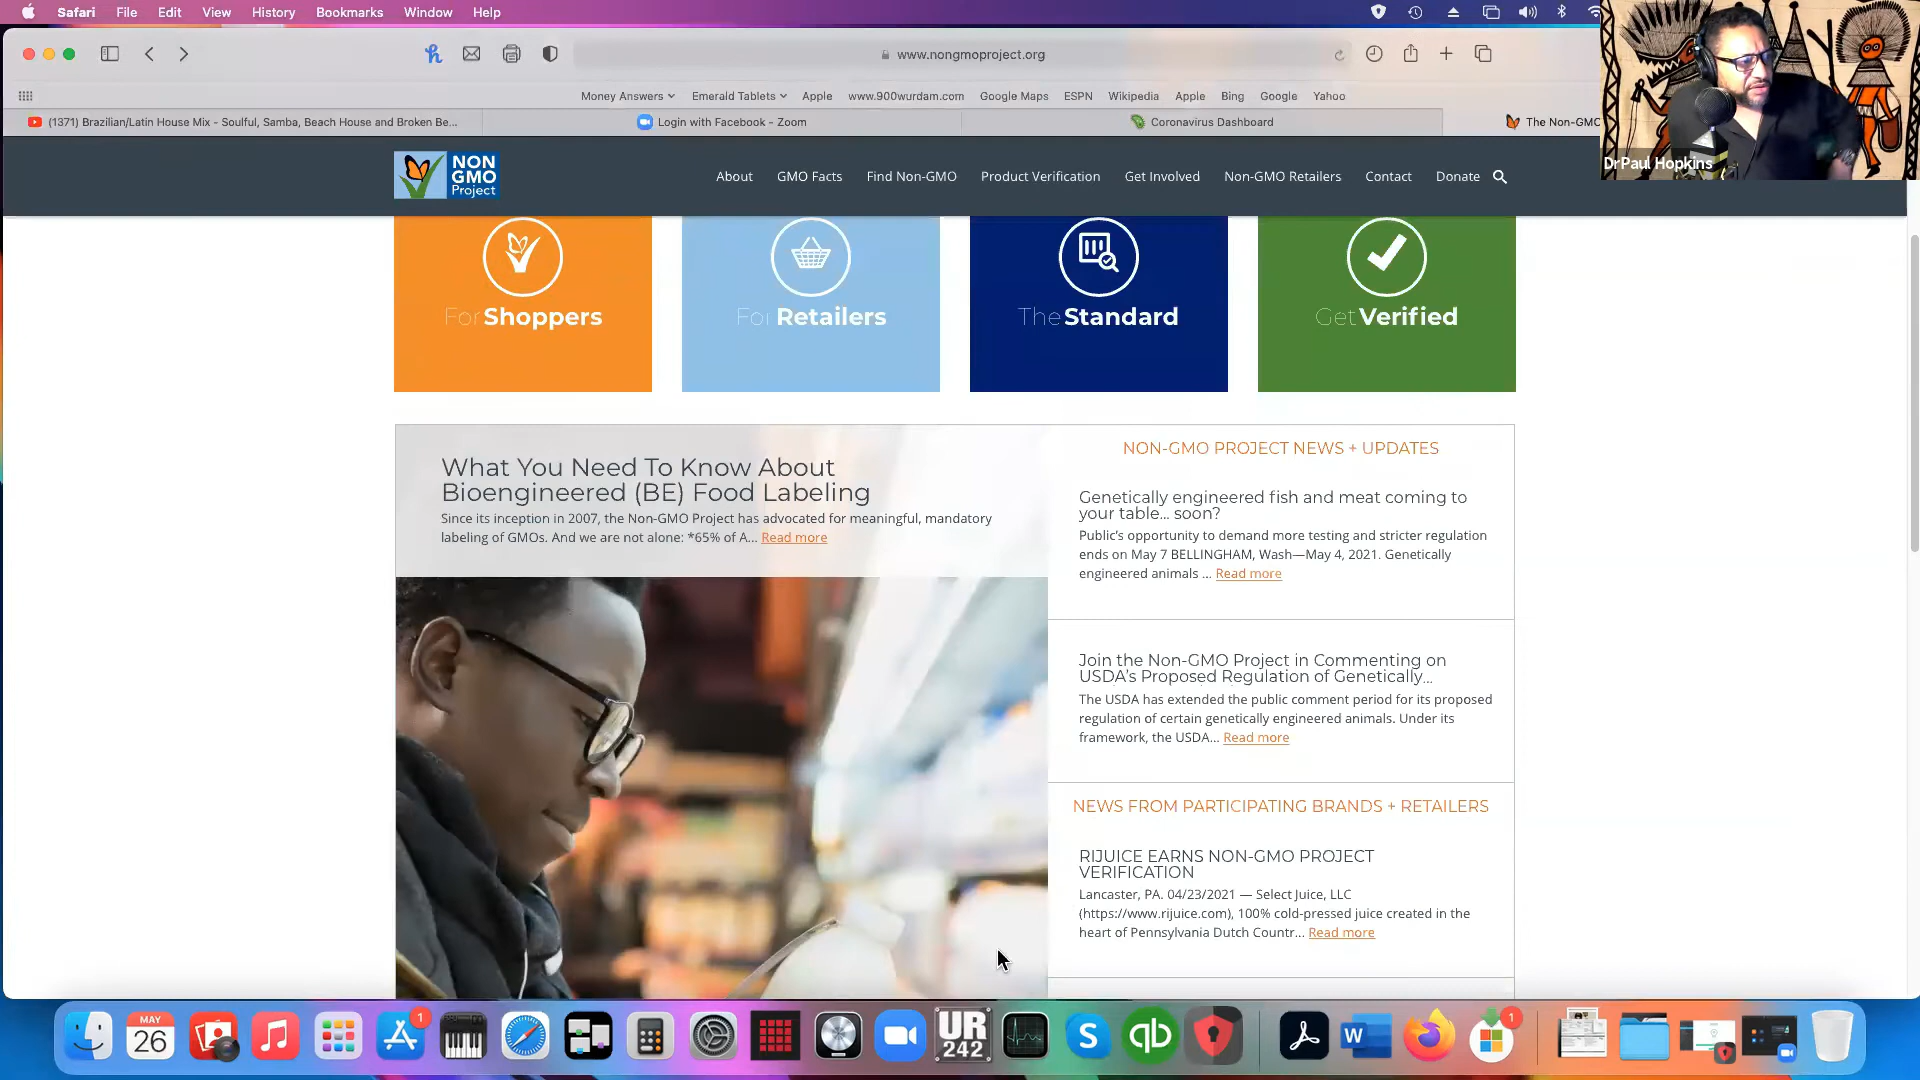 Safari File Edit View History Bookmarks Window Help
www.nongmoproject.org
Money Answers Emerald Tablets Apple www.900wurdam.com Google Maps ESPN Wikipedia Apple Bing Google Yahoo
(1371) Brazilian/Latin House Mix - Soulful, Samba, Beach House and Broken Be... Login with Facebook - Zoom Coronavirus Dashboard The Non-GMO
DrPaul Hopkins
NON
GMO
Project
About GMO Facts Find Non-GMO Product Verification Get Involved Non-GMO Retailers Contact Donate
For Shoppers
For Retailers
The Standard
Get Verified
What You Need To Know About
Bioengineered (BE) Food Labeling
Since its inception in 2007, the Non-GMO Project has advocated for meaningful, mandatory
labeling of GMOs. And we are not alone: *65% of A... Read more
NON-GMO PROJECT NEWS + UPDATES
Genetically engineered fish and meat coming to
your table... soon?
Public's opportunity to demand more testing and stricter regulation
ends on May 7 BELLINGHAM, Wash—May 4, 2021. Genetically
engineered animals ... Read more
Join the Non-GMO Project in Commenting on
USDA's Proposed Regulation of Genetically...
The USDA has extended the public comment period for its proposed
regulation of certain genetically engineered animals. Under its
framework, the USDA... Read more
NEWS FROM PARTICIPATING BRANDS + RETAILERS
RIJUICE EARNS NON-GMO PROJECT
VERIFICATION
Lancaster, PA. 04/23/2021 — Select Juice, LLC
(https://www.rijuice.com), 100% cold-pressed juice created in the
heart of Pennsylvania Dutch Countr... Read more
MAY
26
1
UR
242
S
qb
W
1